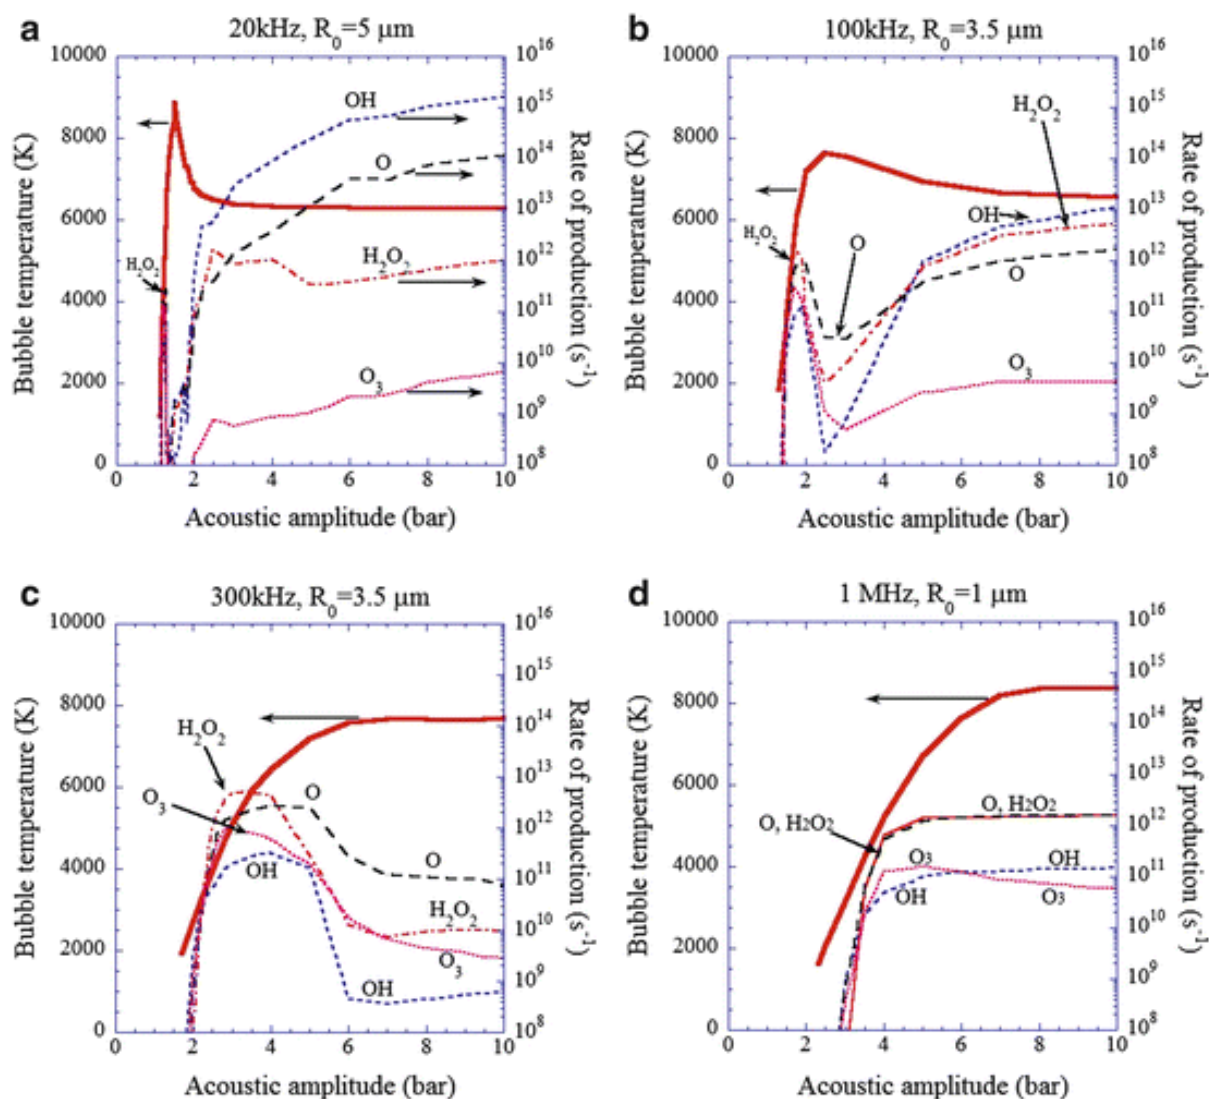 a
20kHz, R0=5 μm
10000
8000
6000
4000
2000
0
Bubble temperature (K)
10^16
10^15
10^14
10^13
10^12
10^11
10^10
10^9
10^8
Rate of production (s^-1)
OH
O
H2O2
H2O2
O3
0 2 4 6 8 10
Acoustic amplitude (bar)
b
100kHz, R0=3.5 μm
10000
8000
6000
4000
2000
0
Bubble temperature (K)
10^16
10^15
10^14
10^13
10^12
10^11
10^10
10^9
10^8
Rate of production (s^-1)
H2O2
OH
H2O2
O
O
O3
0 2 4 6 8 10
Acoustic amplitude (bar)
c
300kHz, R0=3.5 μm
10000
8000
6000
4000
2000
0
Bubble temperature (K)
10^16
10^15
10^14
10^13
10^12
10^11
10^10
10^9
10^8
Rate of production (s^-1)
H2O2
O3
O
O
OH
H2O2
O3
OH
0 2 4 6 8 10
Acoustic amplitude (bar)
d
1 MHz, R0=1 μm
10000
8000
6000
4000
2000
0
Bubble temperature (K)
10^16
10^15
10^14
10^13
10^12
10^11
10^10
10^9
10^8
Rate of production (s^-1)
O, H2O2
O, H2O2
O3
OH
OH
O3
0 2 4 6 8 10
Acoustic amplitude (bar)